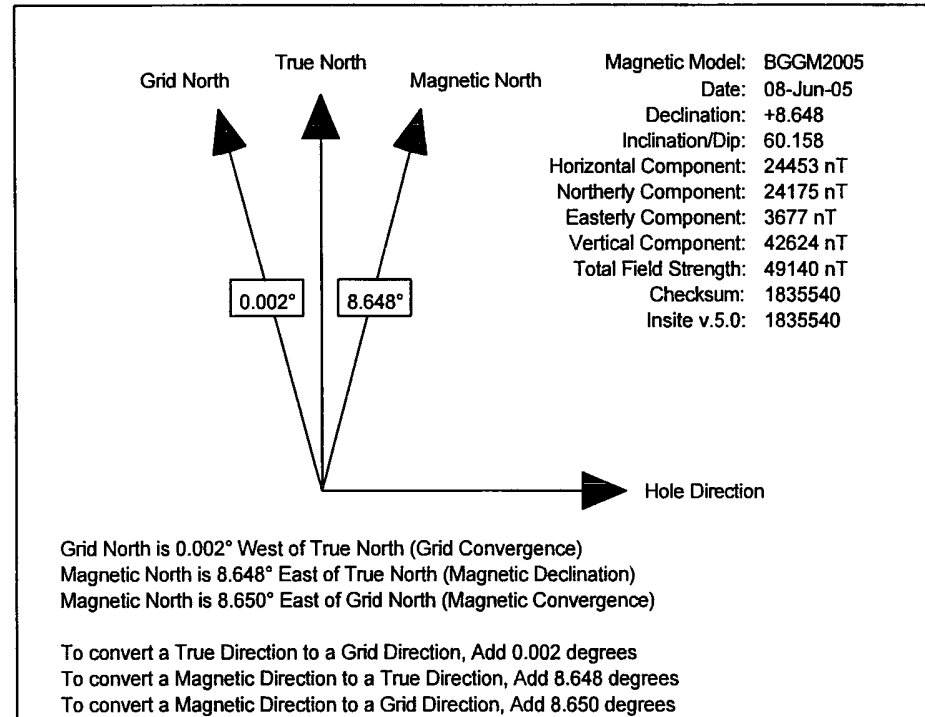 Grid North
True North
Magnetic North
0.002°
8.648°
Hole Direction
Magnetic Model: BGGM2005
Date: 08-Jun-05
Declination: +8.648
Inclination/Dip: 60.158
Horizontal Component: 24453 nT
Northerly Component: 24175 nT
Easterly Component: 3677 nT
Vertical Component: 42624 nT
Total Field Strength: 49140 nT
Checksum: 1835540
Insite v.5.0: 1835540
Grid North is 0.002° West of True North (Grid Convergence)
Magnetic North is 8.648° East of True North (Magnetic Declination)
Magnetic North is 8.650° East of Grid North (Magnetic Convergence)
To convert a True Direction to a Grid Direction, Add 0.002 degrees
To convert a Magnetic Direction to a True Direction, Add 8.648 degrees
To convert a Magnetic Direction to a Grid Direction, Add 8.650 degrees